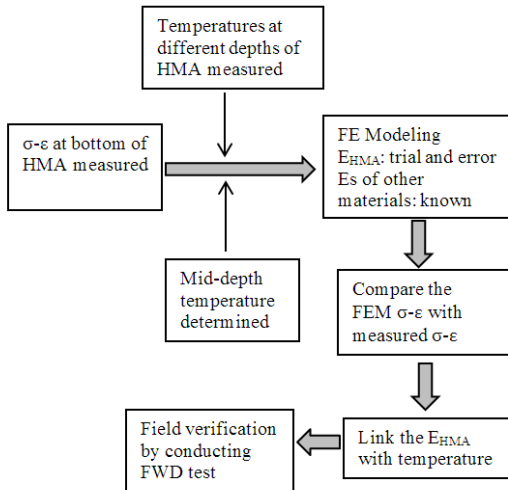 Temperatures at
different depths of
HMA measured
σ-ε at bottom of
HMA measured
FE Modeling
EHMA: trial and error
Es of other
materials: known
Mid-depth
temperature
determined
Compare the
FEM σ-ε with
measured σ-ε
Field verification
by conducting
FWD test
Link the EHMA
with temperature